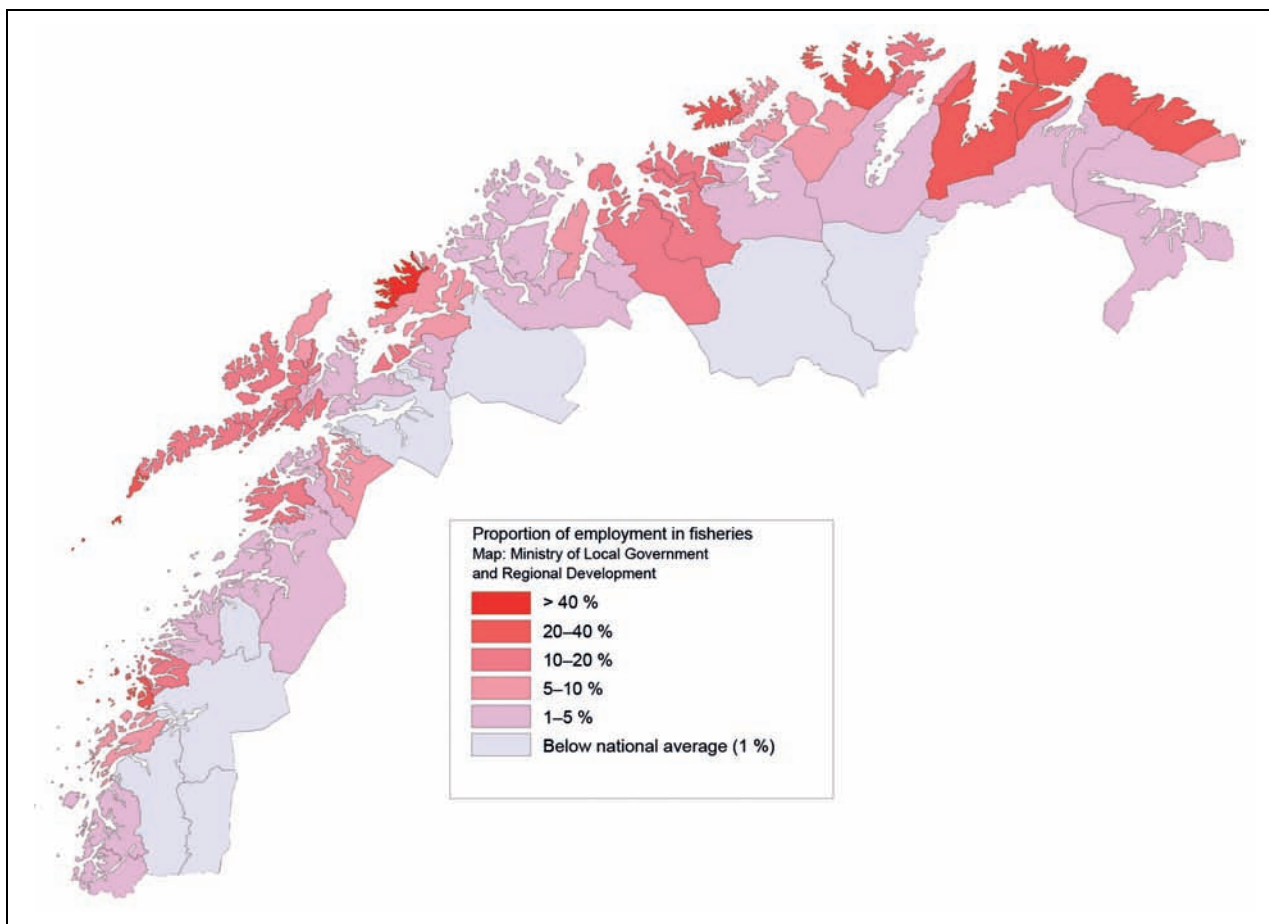 Proportion of employment in fisheries
Map: Ministry of Local Government
and Regional Development
> 40 %
20–40 %
10–20 %
5–10 %
1–5 %
Below national average (1 %)